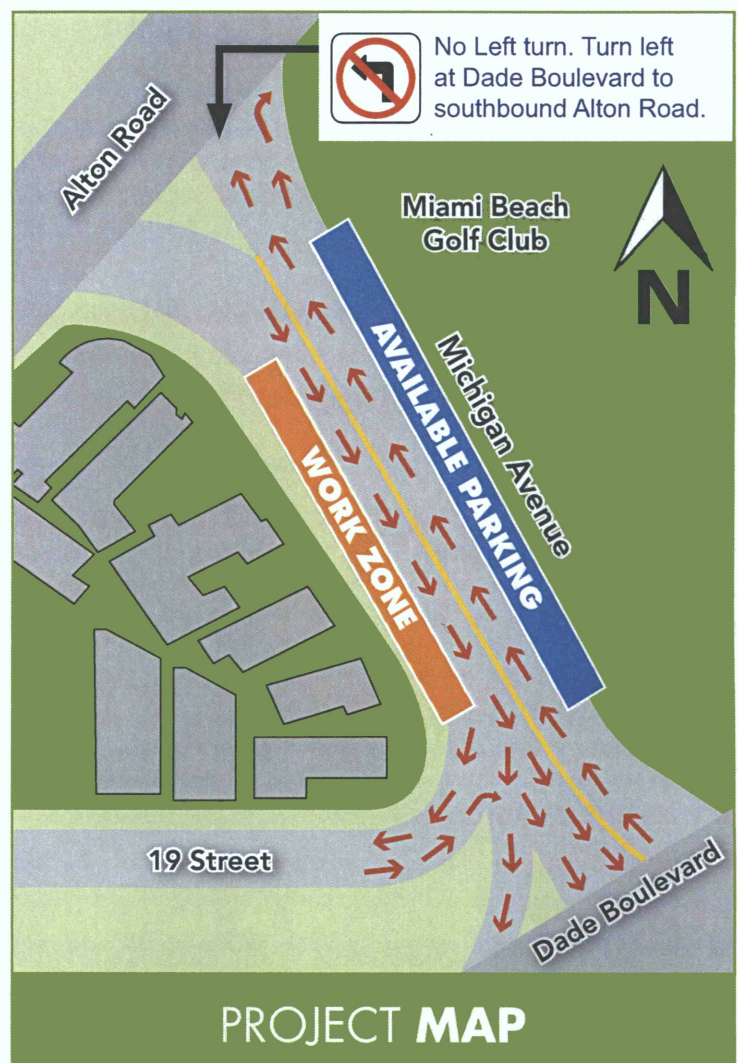 No Left turn. Turn left
at Dade Boulevard to
southbound Alton Road.
Alton Road
Miami Beach
Golf Club
N
AVAILABLE PARKING
Michigan Avenue
WORK ZONE
19 Street
Dade Boulevard
PROJECT MAP